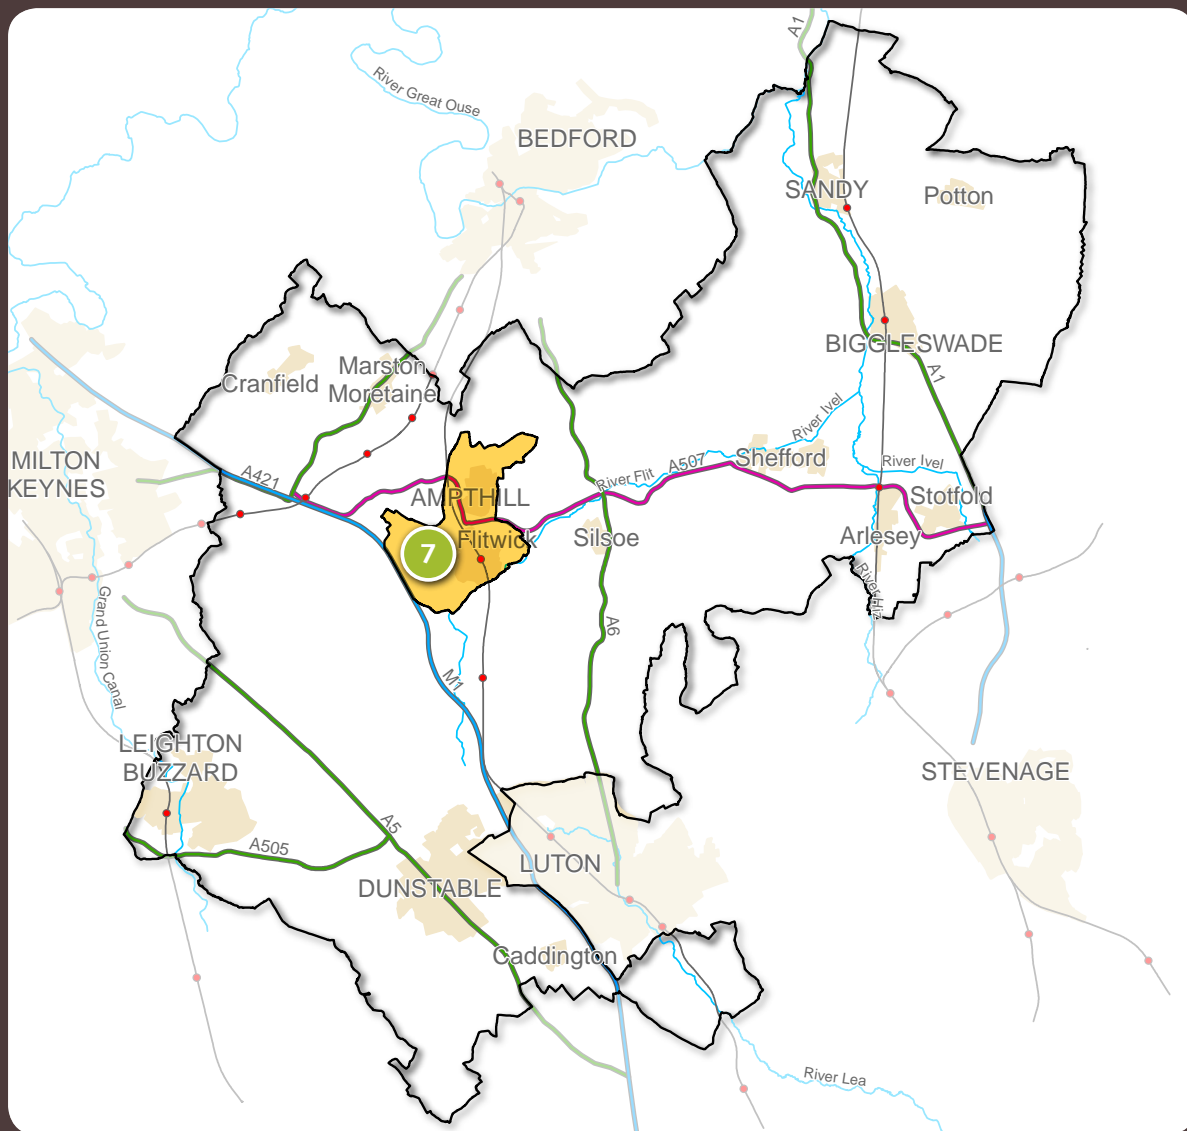 A1
River Great Ouse
BEDFORD
SANDY
Potton
BIGGLESWADE
A1
Marston
Moretaine
Cranfield
River Ivel
MILTON
KEYNES
A421
AMPTHILL
River Flit
A507
Shefford
River Ivel
Stotfold
Flitwick
7
Silsoe
Arlesey
River Hiz
Grand Union Canal
A6
M1
LEIGHTON
BUZZARD
STEVENAGE
A5
A505
LUTON
DUNSTABLE
Caddington
River Lea